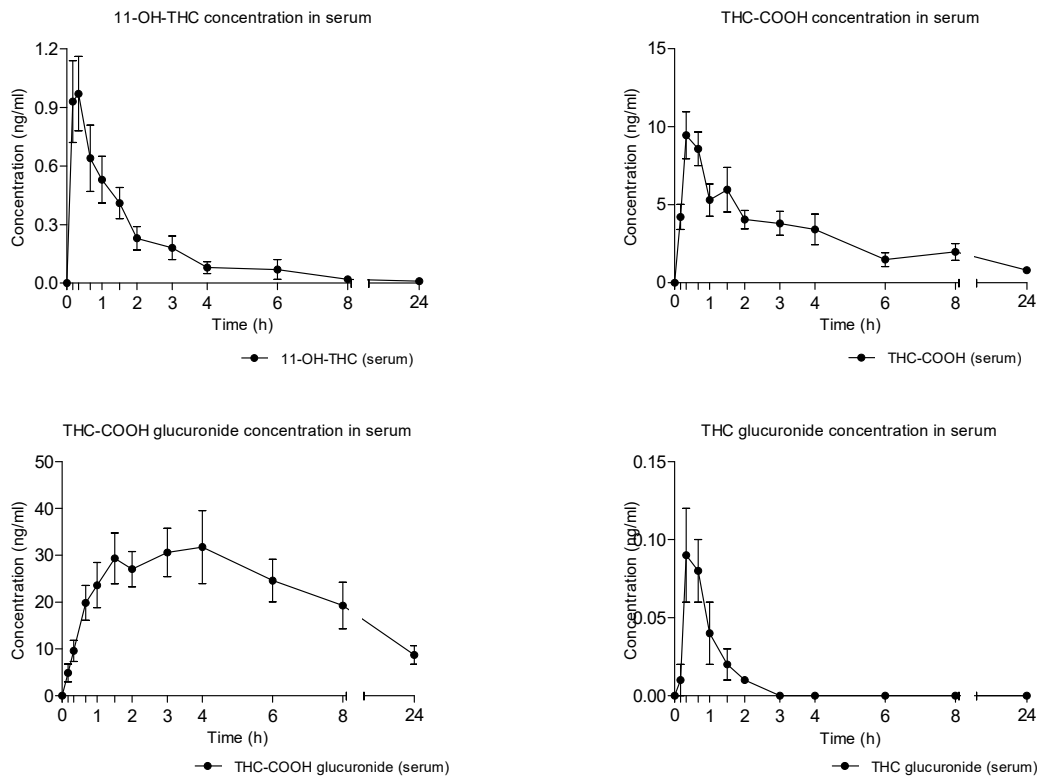 11-OH-THC concentration in serum
1.2
0.9
0.6
0.3
0.0
Concentration (ng/ml)
0 1 2 3 4 6 8 24
Time (h)
11-OH-THC (serum)
THC-COOH concentration in serum
15
10
5
0
Concentration (ng/ml)
0 1 2 3 4 6 8 24
Time (h)
THC-COOH (serum)
THC-COOH glucuronide concentration in serum
50
40
30
20
10
0
Concentration (ng/ml)
0 1 2 3 4 6 8 24
Time (h)
THC-COOH glucuronide (serum)
THC glucuronide concentration in serum
0.15
0.10
0.05
0.00
Concentration (ng/ml)
0 1 2 3 4 6 8 24
Time (h)
THC glucuronide (serum)